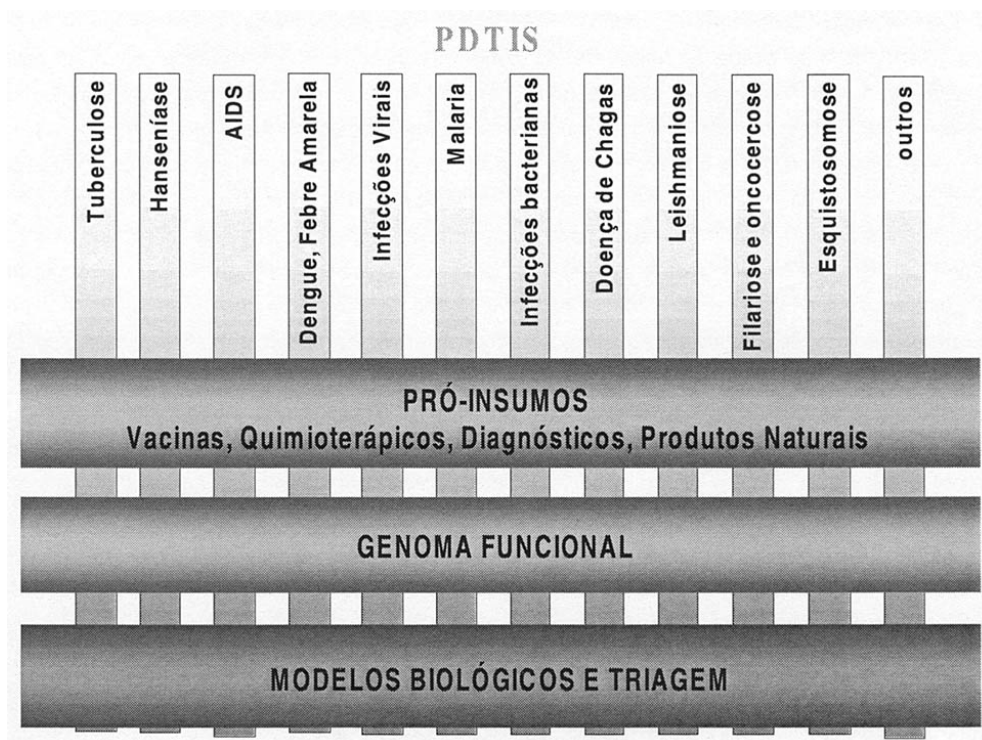 PDTIS
Tuberculose
Hanseníase
AIDS
Dengue, Febre Amarela
Infecções Virais
Malaria
Infecções bacterianas
Doença de Chagas
Leishmaniose
Filariose e oncocercose
Esquistosomose
outros
PRÓ-INSUMOS
Vacinas, Quimioterápicos, Diagnósticos, Produtos Naturais
GENOMA FUNCIONAL
MODELOS BIOLÓGICOS E TRIAGEM